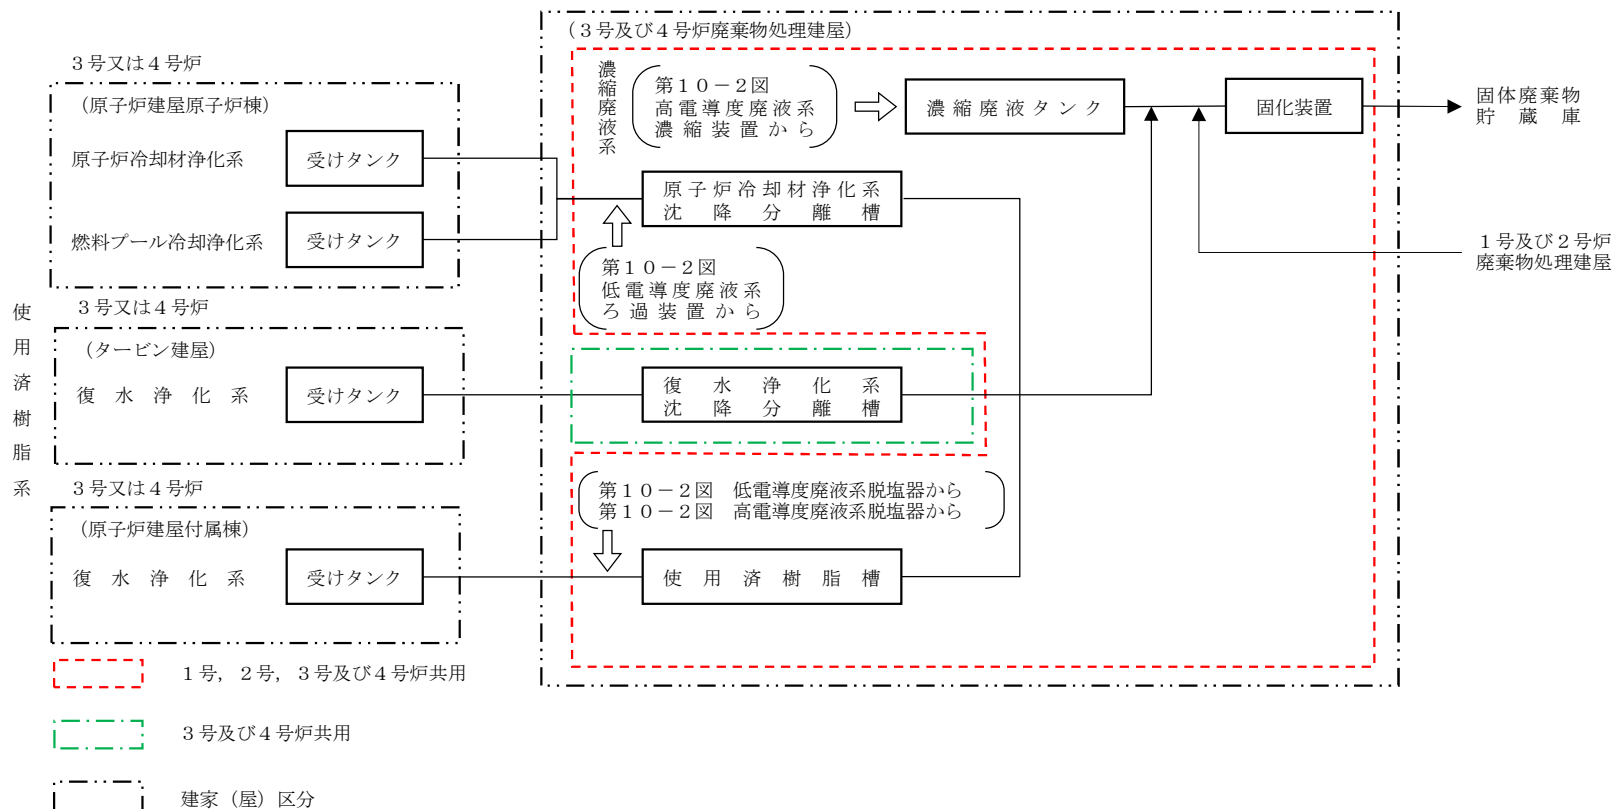 (3号及び4号炉廃棄物処理建屋)
3号又は4号炉
(原子炉建屋原子炉棟)
原子炉冷却材浄化系
受けタンク
燃料プール冷却浄化系
受けタンク
濃縮廃液系
第10-2図
高電導度廃液系
濃縮装置から
濃縮廃液タンク
固化装置
固体廃棄物
貯蔵庫
原子炉冷却材浄化系
沈降分離槽
第10-2図
低電導度廃液系
ろ過装置から
1号及び2号炉
廃棄物処理建屋
使用済樹脂系
3号又は4号炉
(タービン建屋)
復水浄化系
受けタンク
復水浄化系
沈降分離槽
3号又は4号炉
(原子炉建屋付属棟)
復水浄化系
受けタンク
第10-2図 低電導度廃液系脱塩器から
第10-2図 高電導度廃液系脱塩器から
使用済樹脂槽
1号, 2号, 3号及び4号炉共用
3号及び4号炉共用
建家(屋)区分